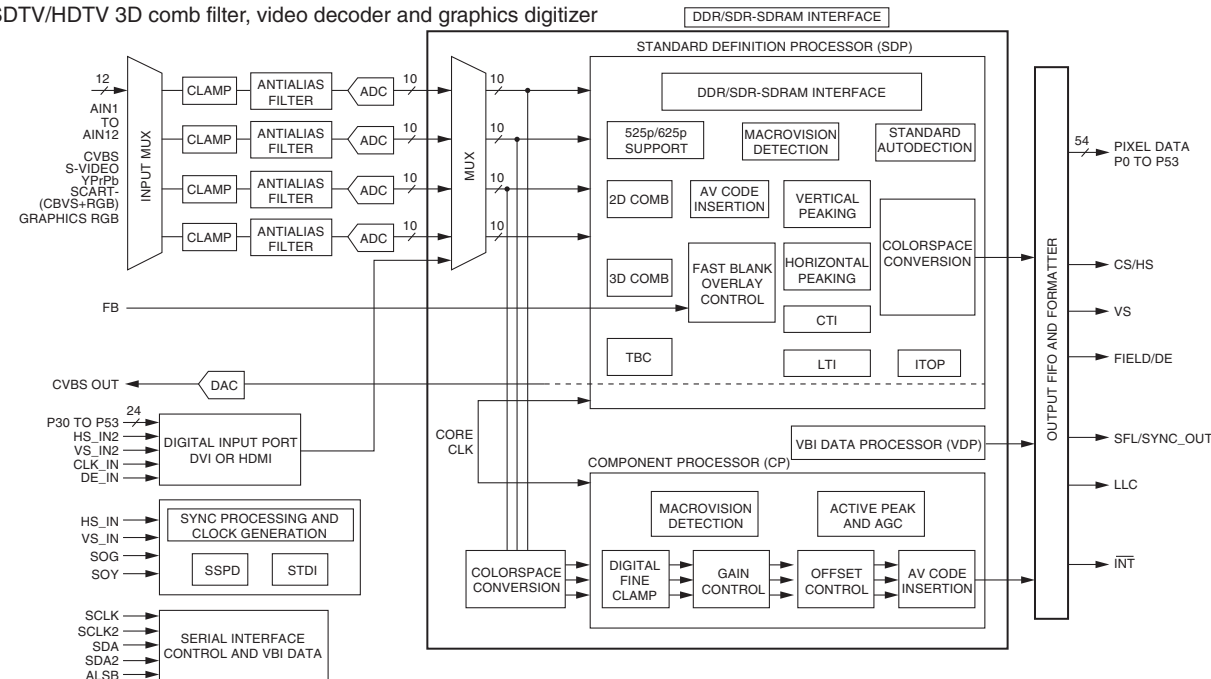 SDTV/HDTV 3D comb filter, video decoder and graphics digitizer
DDR/SDR-SDRAM INTERFACE
STANDARD DEFINITION PROCESSOR (SDP)
DDR/SDR-SDRAM INTERFACE
525p/625p
SUPPORT
MACROVISION
DETECTION
STANDARD
AUTODECTION
2D COMB
AV CODE
INSERTION
VERTICAL
PEAKING
COLORSPACE
CONVERSION
3D COMB
FAST BLANK
OVERLAY
CONTROL
HORIZONTAL
PEAKING
CTI
TBC
LTI
ITOP
12
AIN1
TO
AIN12
CVBS
S-VIDEO
YPrPb
SCART-
(CBVS+RGB)
GRAPHICS RGB
INPUT MUX
CLAMP
ANTIALIAS
FILTER
ADC
10
CLAMP
ANTIALIAS
FILTER
ADC
10
CLAMP
ANTIALIAS
FILTER
ADC
10
CLAMP
ANTIALIAS
FILTER
ADC
10
MUX
10
10
10
10
FB
CVBS OUT
DAC
P30 TO P53
24
HS_IN2
VS_IN2
CLK_IN
DE_IN
DIGITAL INPUT PORT
DVI OR HDMI
CORE
CLK
VBI DATA PROCESSOR (VDP)
COMPONENT PROCESSOR (CP)
MACROVISION
DETECTION
ACTIVE PEAK
AND AGC
HS_IN
VS_IN
SOG
SOY
SYNC PROCESSING AND
CLOCK GENERATION
SSPD
STDI
COLORSPACE
CONVERSION
DIGITAL
FINE
CLAMP
GAIN
CONTROL
OFFSET
CONTROL
AV CODE
INSERTION
SCLK
SCLK2
SDA
SDA2
ALSB
SERIAL INTERFACE
CONTROL AND VBI DATA
OUTPUT FIFO AND FORMATTER
54
PIXEL DATA
P0 TO P53
CS/HS
VS
FIELD/DE
SFL/SYNC_OUT
LLC
INT